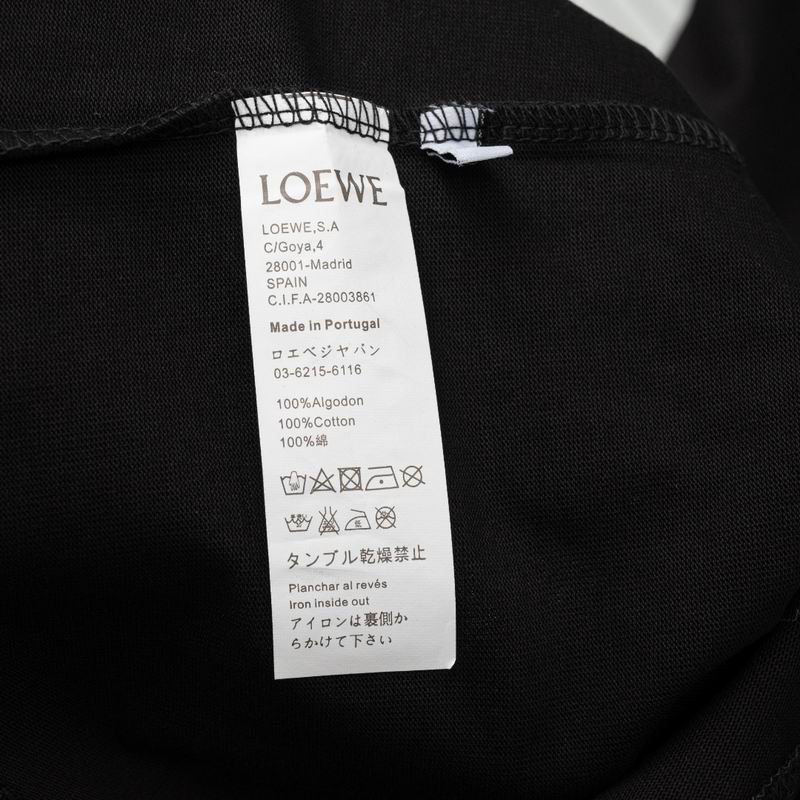 LOEWE
LOEWE,S.A
C/Goya,4
28001-Madrid
SPAIN
C.I.F.A-28003861
Made in Portugal
ロエベジャパン
03-6215-6116
100%Algodon
100%Cotton
100%綿
タンブル乾燥禁止
Planchar al revés
Iron inside out
アイロンは裏側か
らかけて下さい